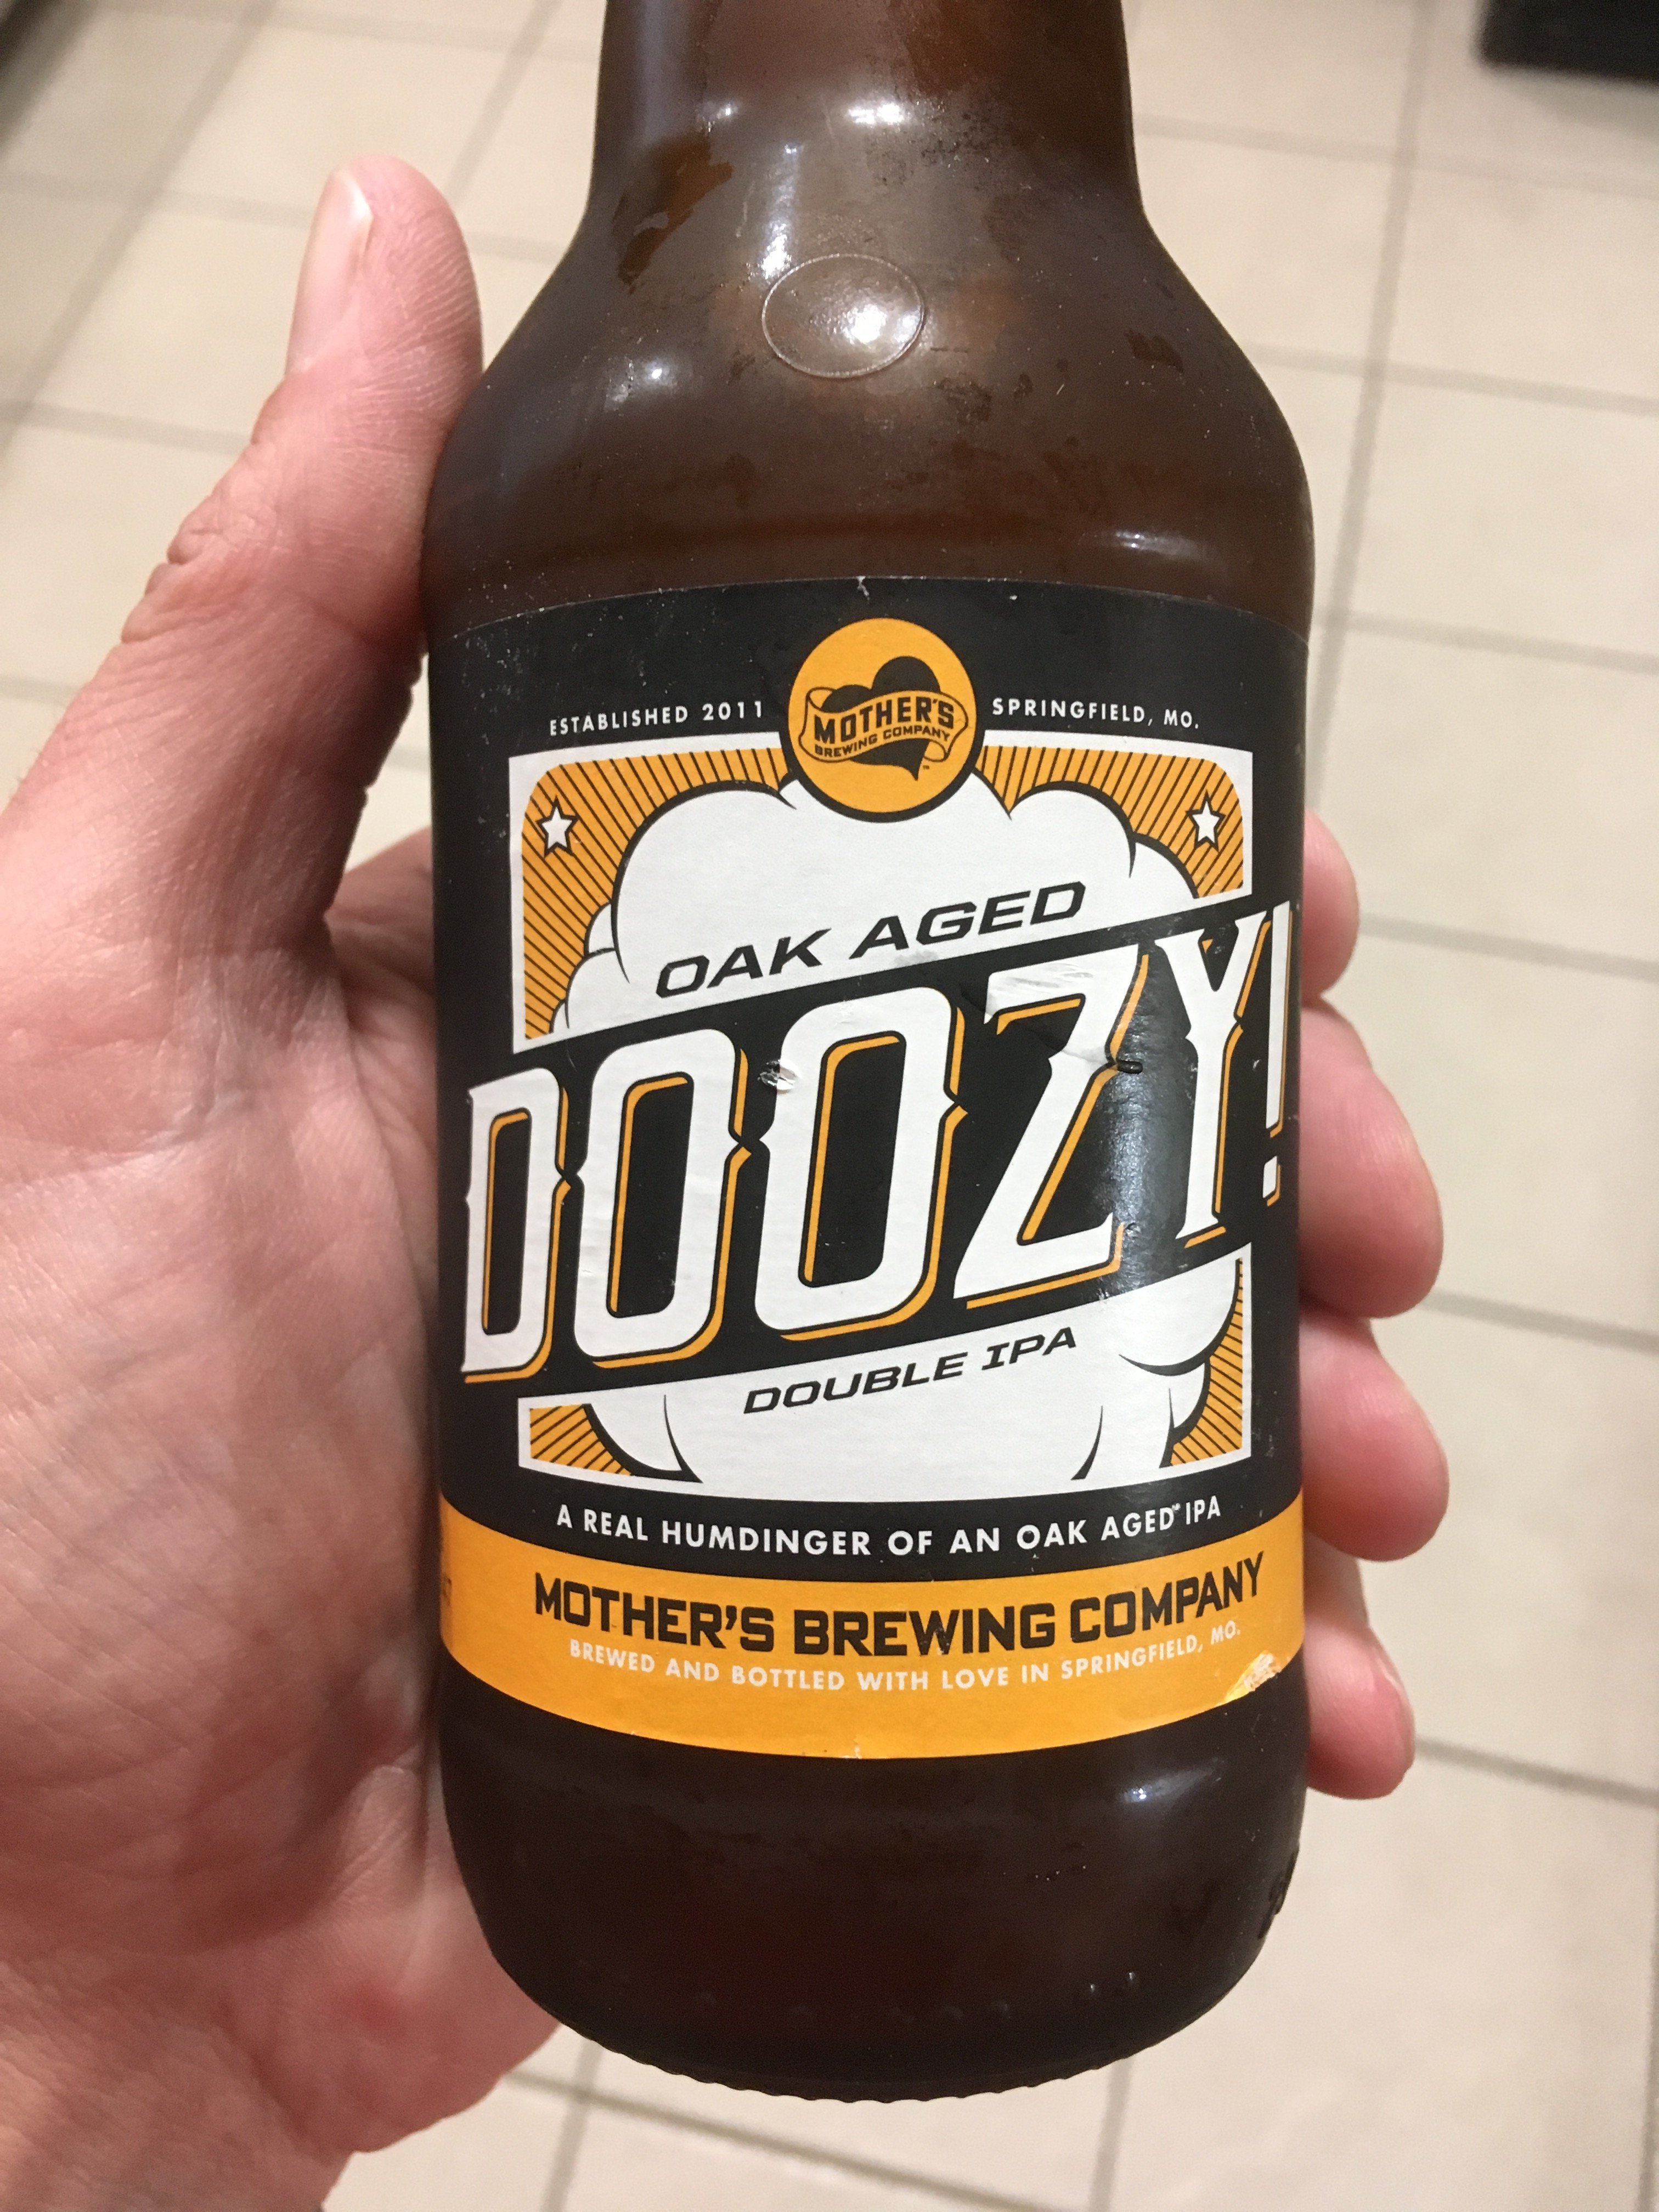 ESTABLISHED 2011
MOTHER'S
BREWING COMPANY
SPRINGFIELD, MO.
OAK AGED
DOOZY!
DOUBLE IPA
A REAL HUMDINGER OF AN OAK AGED IPA
MOTHER'S BREWING COMPANY
BREWED AND BOTTLED WITH LOVE IN SPRINGFIELD, MO.